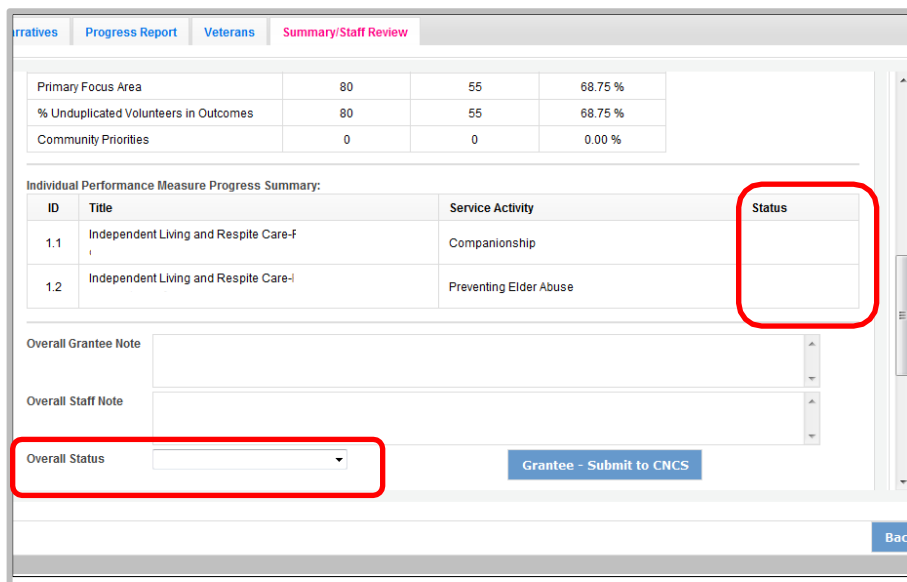 Progress Report Veterans Summary/Staff Review
Primary Focus Area 80 55 68.75 %
% Unduplicated Volunteers in Outcomes 80 55 68.75 %
Community Priorities 0 0 0.00 %
Individual Performance Measure Progress Summary:
ID Title Service Activity Status
1.1 Independent Living and Respite Care-F Companionship
1.2 Independent Living and Respite Care- Preventing Elder Abuse
Overall Grantee Note
Overall Staff Note
Overall Status Grantee - Submit to CNCS